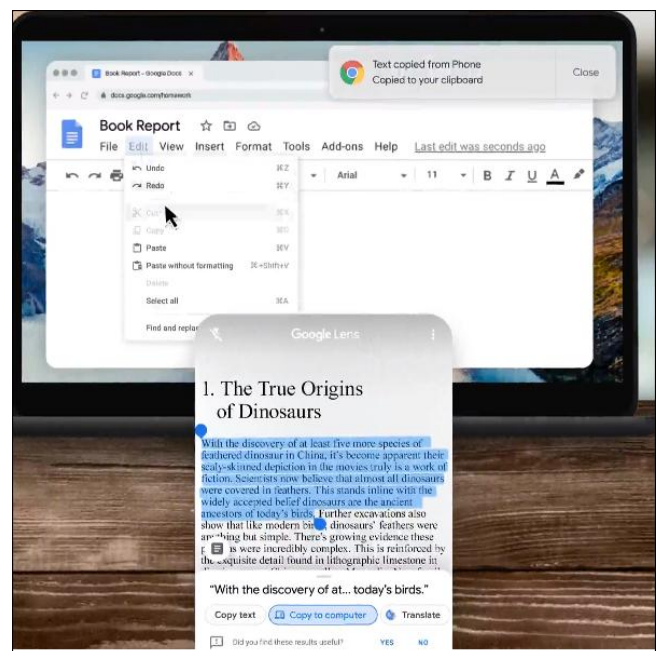 Text copied from Phone
Copied to your clipboard
Close
Book Report - Google Docs ×
docs.google.com/homework
Book Report
File Edit View Insert Format Tools Add-ons Help Last edit was seconds ago
Undo ⌘Z
Redo ⌘Y
Arial 11 B I U A
Cut ⌘X
Copy ⌘C
Paste ⌘V
Paste without formatting ⌘+Shift+V
Delete
Select all ⌘A
Find and
Google Lens
1. The True Origins
of Dinosaurs
With the discovery of at least five more species of
feathered dinosaur in China, it's become apparent their
scaly-skinned depiction in the movies truly is a work of
fiction. Scientists now believe that almost all dinosaurs
were covered in feathers. This stands inline with the
widely accepted belief dinosaurs are the ancient
ancestors of today's birds. Further excavations also
show that like modern dinosaurs' feathers were
but simple. There's growing evidence these
were incredibly complex. This is reinforced by
the exquisite detail found in lithographic limestone in
"With the discovery of at... today's birds."
Copy text Copy to computer Translate
Did you find these results useful? YES NO